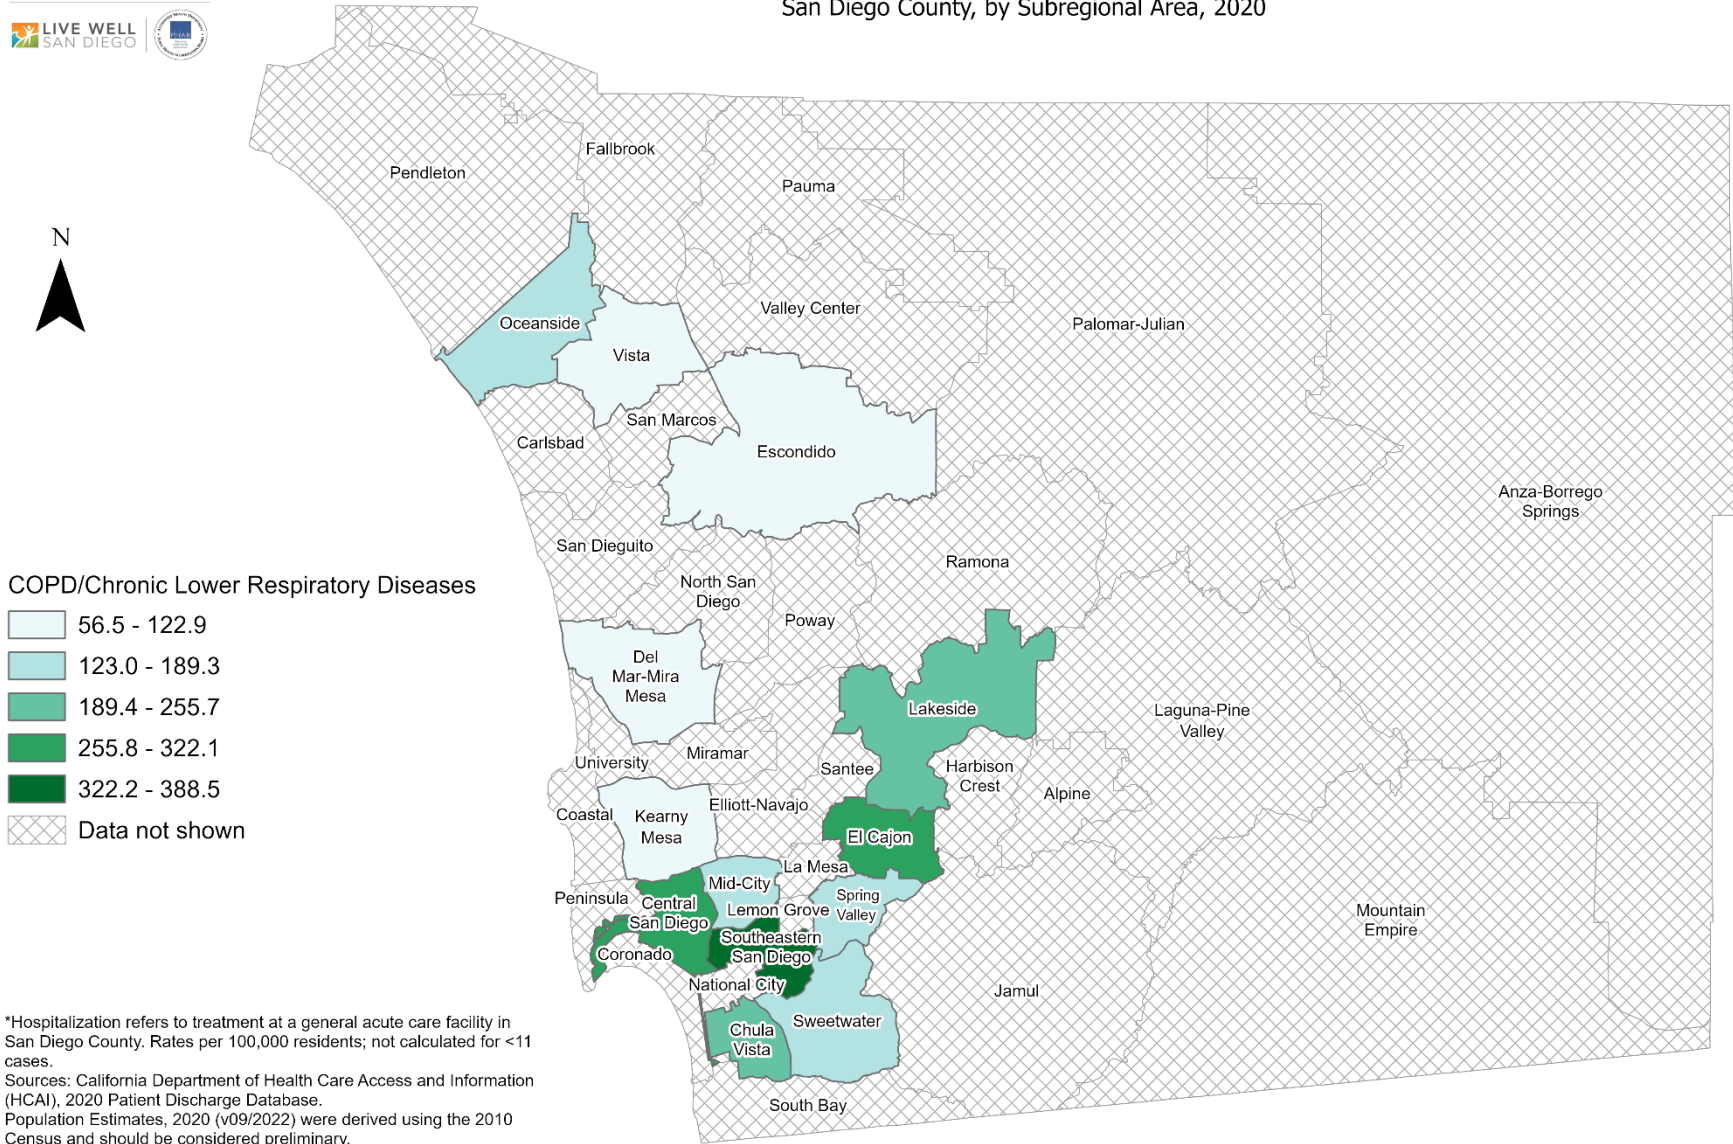 San Diego County, by Subregional Area, 2020
LIVE WELL
SAN DIEGO
PHAB
N
Pendleton
Fallbrook
Pauma
Oceanside
Vista
Valley Center
Palomar-Julian
San Marcos
Carlsbad
Escondido
Anza-Borrego
Springs
San Dieguito
North San
Diego
Ramona
Poway
Del
Mar-Mira
Mesa
Lakeside
Laguna-Pine
Valley
Miramar
University
Santee
Harbison
Crest
Alpine
Coastal
Kearny
Mesa
Elliott-Navajo
El Cajon
La Mesa
Mid-City
Peninsula
Central
San Diego
Lemon Grove
Spring
Valley
Mountain
Empire
Southeastern
San Diego
Coronado
National City
Jamul
Sweetwater
Chula
Vista
South Bay
COPD/Chronic Lower Respiratory Diseases
56.5 - 122.9
123.0 - 189.3
189.4 - 255.7
255.8 - 322.1
322.2 - 388.5
Data not shown
*Hospitalization refers to treatment at a general acute care facility in
San Diego County. Rates per 100,000 residents; not calculated for <11
cases.
Sources: California Department of Health Care Access and Information
(HCAI), 2020 Patient Discharge Database.
Population Estimates, 2020 (v09/2022) were derived using the 2010
Census and should be considered preliminary.